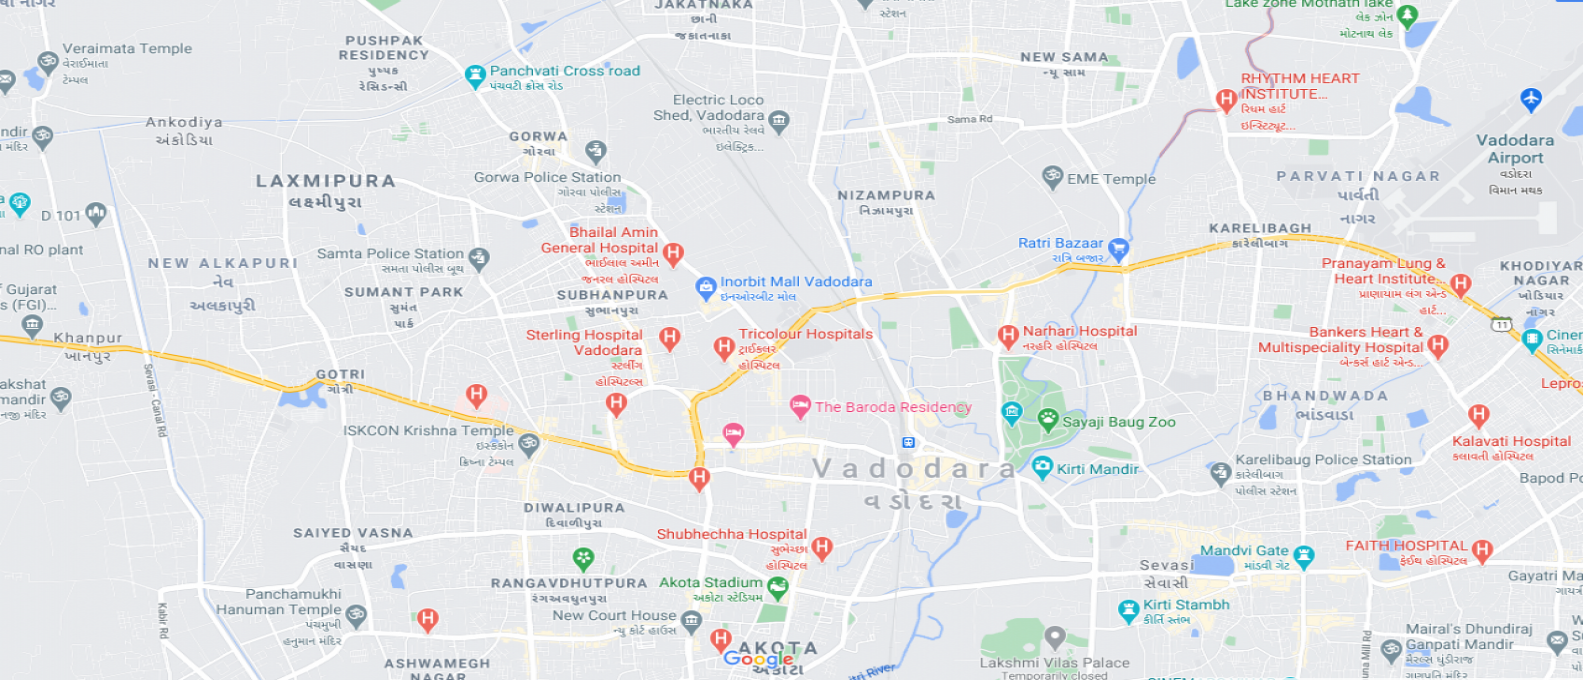 JAKATNAKA
છાની
જકાતનાકા
સ્ટેશન
Lake zone Motnath lake
લેક ઝોન
મોટનાથ લેક
Veraimata Temple
વેરાઈમાતા
ટેમ્પલ
PUSHPAK
RESIDENCY
પુષ્પક
રેસિડન્સી
Panchvati Cross road
પંચવટી ક્રોસ રોડ
NEW SAMA
ન્યૂ સામ
RHYTHM HEART
INSTITUTE...
રિધમ હાર્ટ
ઇન્સ્ટિટ્યૂટ...
Electric Loco
Shed, Vadodara
ભારતીય રેલવે
ઇલેક્ટ્રિક...
Sama Rd
Ankodiya
અંકોડિયા
GORWA
ગોરવા
Vadodara
Airport
વડોદરા
વિમાન મથક
ndir
મંદિર
LAXMIPURA
લક્ષ્મીપુરા
Gorwa Police Station
ગોરવા પોલીસ
સ્ટેશન
EME Temple
PARVATI NAGAR
પાર્વતી
નાગર
NIZAMPURA
નિઝામપુરા
D 101
nal RO plant
Bhailal Amin
General Hospital
ભાઈલાલ અમીન
જનરલ હોસ્પિટલ
Samta Police Station
સમતા પોલીસ બૂથ
Ratri Bazaar
રાત્રિ બજાર
KARELIBAGH
કારેલીબાગ
NEW ALKAPURI
નેવ
અલકાપુરી
Pranayam Lung &
Heart Institute...
પ્રાણાયામ લંગ એન્ડ
હાર્ટ...
KHODIYAR
NAGAR
ખોડિયાર
નાગર
Inorbit Mall Vadodara
ઇનઓરબીટ મોલ
SUMANT PARK
સુમંત
પાર્ક
SUBHANPURA
સુભાનપુરા
f Gujarat
s (FGI)...
Khanpur
ખાનપુર
11
Sterling Hospital
Vadodara
સ્ટર્લીંગ
હોસ્પિટલ્સ
Tricolour Hospitals
ટ્રાઈકલર
હોસ્પિટલ
Narhari Hospital
નરહરિ હોસ્પિટલ
Bankers Heart &
Multispeciality Hospital
બેન્કર્સ હાર્ટ એન્ડ...
Ciner
સિનેમાર્ક
GOTRI
ગોત્રી
Sevasi - Canal Rd
akshat
mandir
નજી મંદિર
Lepros
BHANDWADA
ભાંડવાડા
The Baroda Residency
Sayaji Baug Zoo
ISKCON Krishna Temple
ઇસ્કકોન
ક્રિષ્ના ટેમ્પલ
Kalavati Hospital
કલાવતી હોસ્પિટલ
Vadodara
વડોદરા
Kirti Mandir
Karelibaug Police Station
કારેલીબાગ
પોલીસ સ્ટેશન
Bapod Po
DIWALIPURA
દિવાળીપુરા
SAIYED VASNA
સૈયદ
વાસણા
Shubhechha Hospital
સુભેચ્છા
હોસ્પિટલ
Mandvi Gate
માંડવી ગેટ
FAITH HOSPITAL
ફેઈથ હોસ્પિટલ
Sevasi
સેવાસી
Gayatri Ma
ગાયત્રી
RANGAVDHUTPURA
રંગઅવધુતપુરા
Akota Stadium
અકોટા સ્ટેડિયમ
Panchamukhi
Hanuman Temple
પંચમુખી
હનુમાન મંદિર
Kabir Rd
New Court House
ન્યુ કોર્ટ હાઉસ
Kirti Stambh
કીર્તિ સ્તંભ
Mairal's Dhundiraj
Ganpati Mandir
મૈરલ્સ ધુંડીરાજ
ગણપતિ મંદિર
AKOTA
અકોટા
Google
ASHWAMEGH
NAGAR
itri River
Lakshmi Vilas Palace
Temporarily closed
una Mill Rd